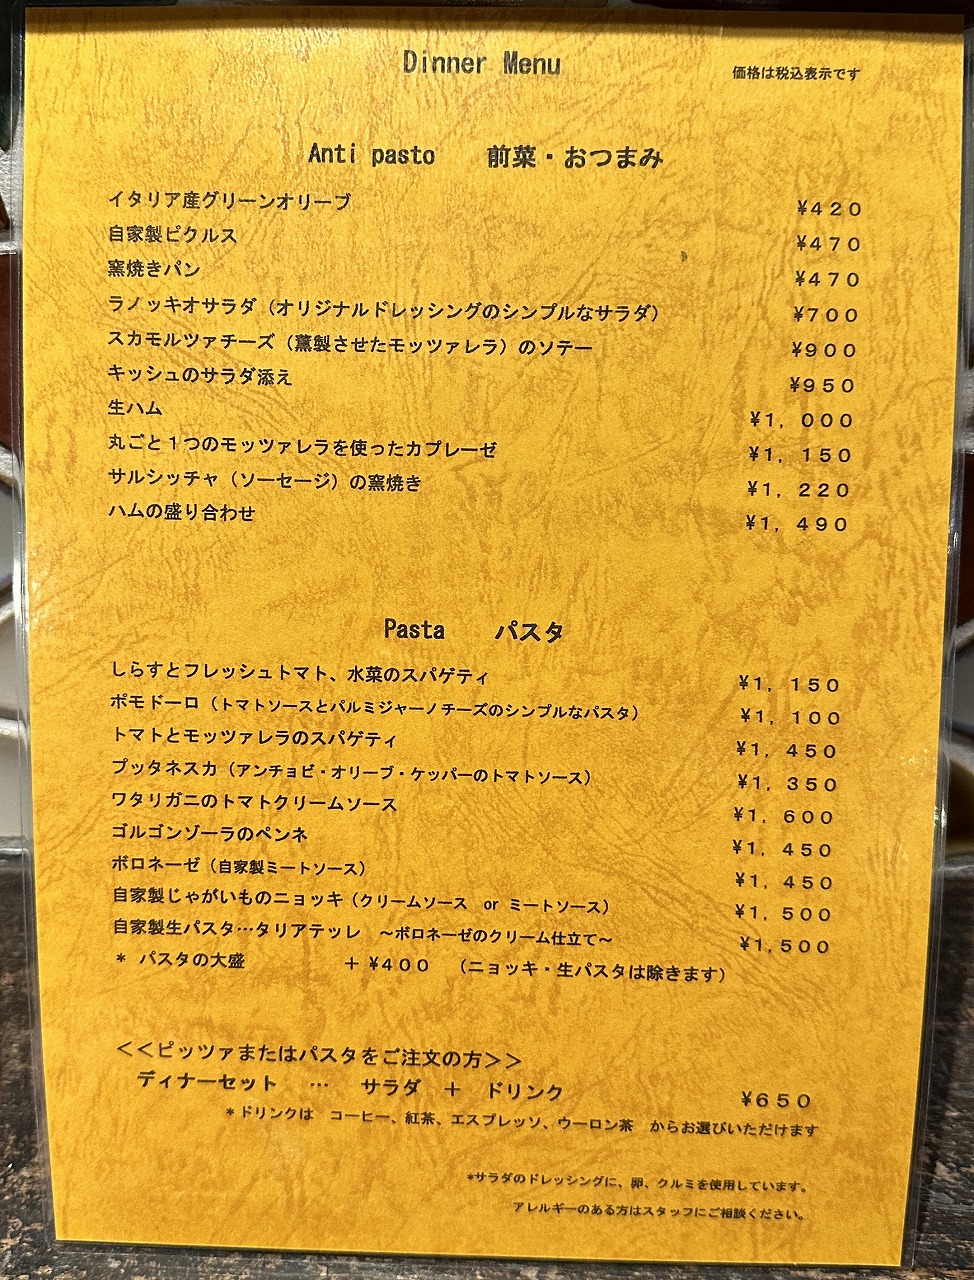 Dinner Menu
価格は税込表示です
Anti pasto　前菜・おつまみ
イタリア産グリーンオリーブ　¥420
自家製ピクルス　¥470
窯焼きパン　¥470
ラノッキオサラダ（オリジナルドレッシングのシンプルなサラダ）　¥700
スカモルツァチーズ（薫製させたモッツァレラ）のソテー　¥900
キッシュのサラダ添え　¥950
生ハム　¥1,000
丸ごと１つのモッツァレラを使ったカプレーゼ　¥1,150
サルシッチャ（ソーセージ）の窯焼き　¥1,220
ハムの盛り合わせ　¥1,490
Pasta　パスタ
しらすとフレッシュトマト、水菜のスパゲティ　¥1,150
ポモドーロ（トマトソースとパルミジャーノチーズのシンプルなパスタ）　¥1,100
トマトとモッツァレラのスパゲティ　¥1,450
プッタネスカ（アンチョビ・オリーブ・ケッパーのトマトソース）　¥1,350
ワタリガニのトマトクリームソース　¥1,600
ゴルゴンゾーラのペンネ　¥1,450
ボロネーゼ（自家製ミートソース）　¥1,450
自家製じゃがいものニョッキ（クリームソース　or ミートソース）　¥1,500
自家製生パスタ…タリアテッレ　～ボロネーゼのクリーム仕立て～　¥1,500
＊ パスタの大盛　＋¥400　（ニョッキ・生パスタは除きます）
＜＜ピッツァまたはパスタをご注文の方＞＞
ディナーセット　…　サラダ　＋　ドリンク　¥650
＊ドリンクは　コーヒー、紅茶、エスプレッソ、ウーロン茶　からお選びいただけます
*サラダのドレッシングに、卵、クルミを使用しています。
アレルギーのある方はスタッフにご相談ください。